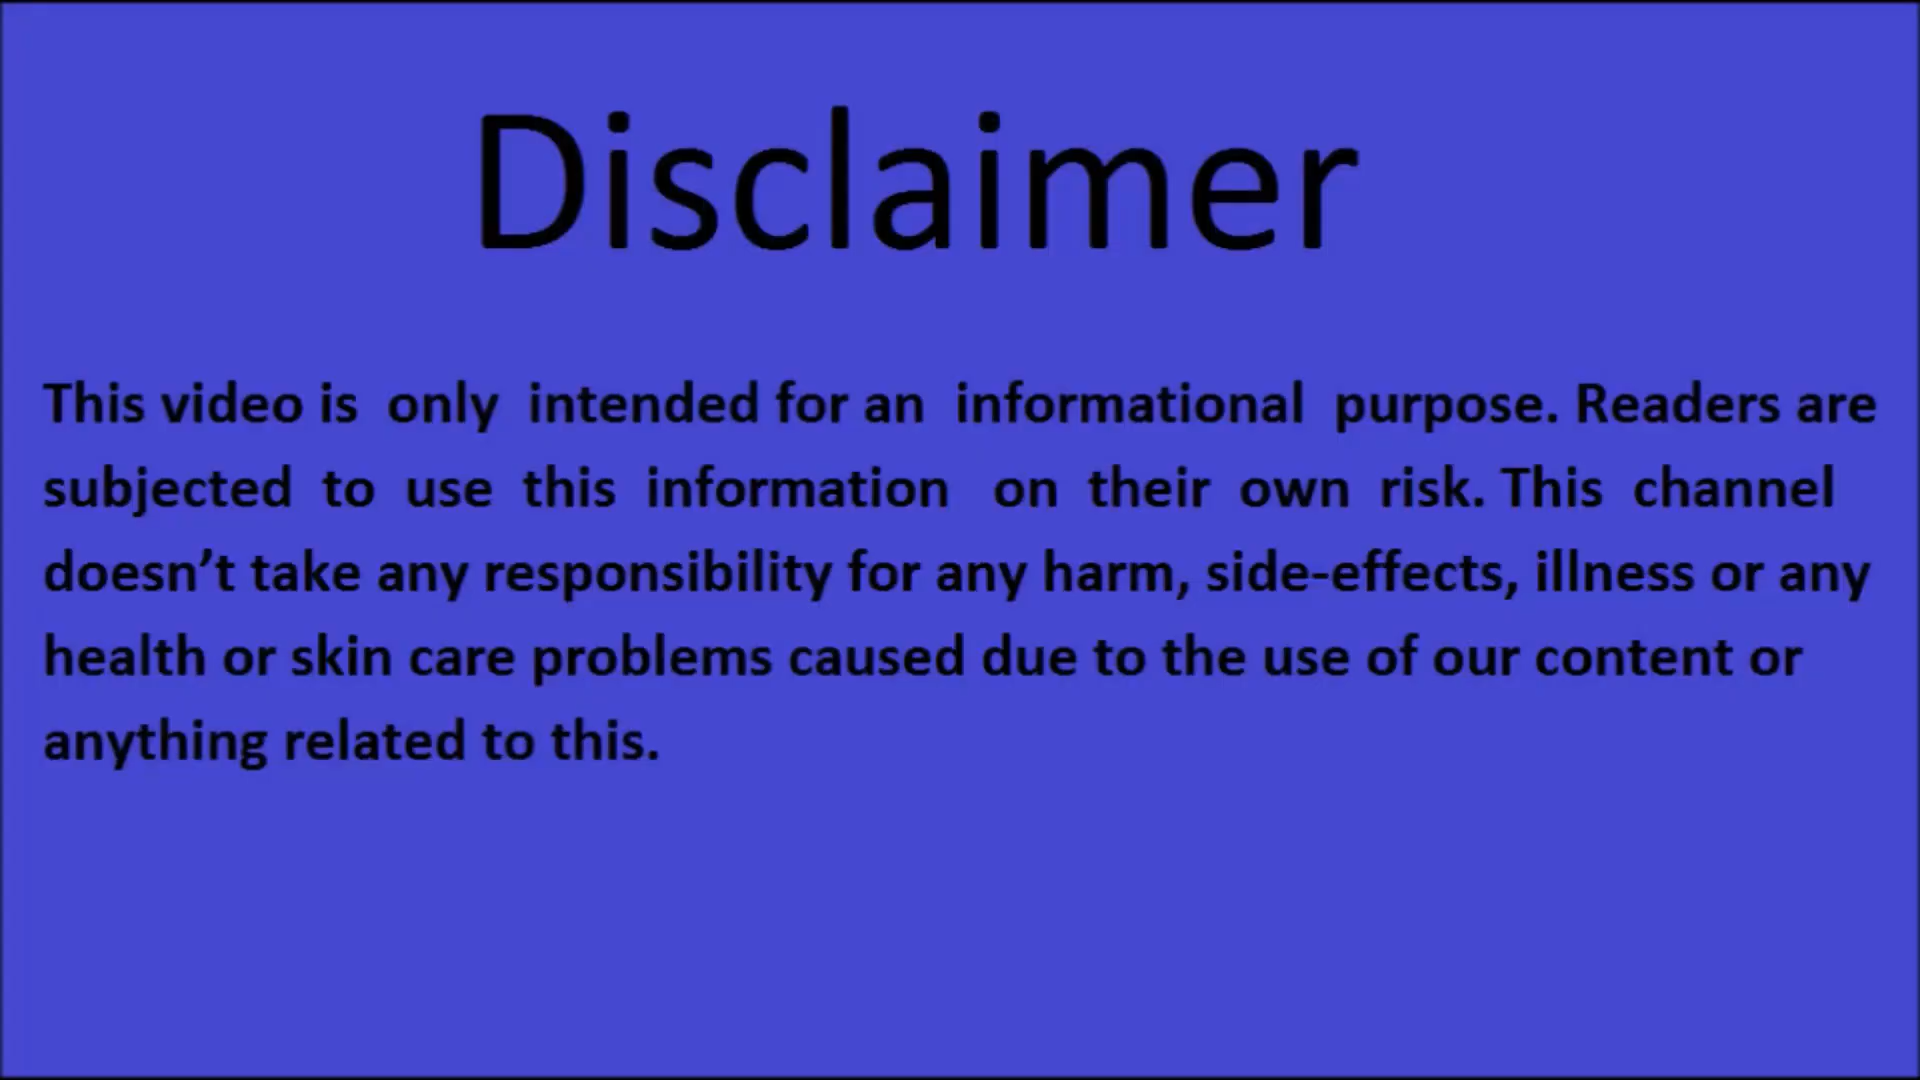 Disclaimer
This video is only intended for an informational purpose. Readers are
subjected to use this information on their own risk. This channel
doesn’t take any responsibility for any harm, side-effects, illness or any
health or skin care problems caused due to the use of our content or
anything related to this.